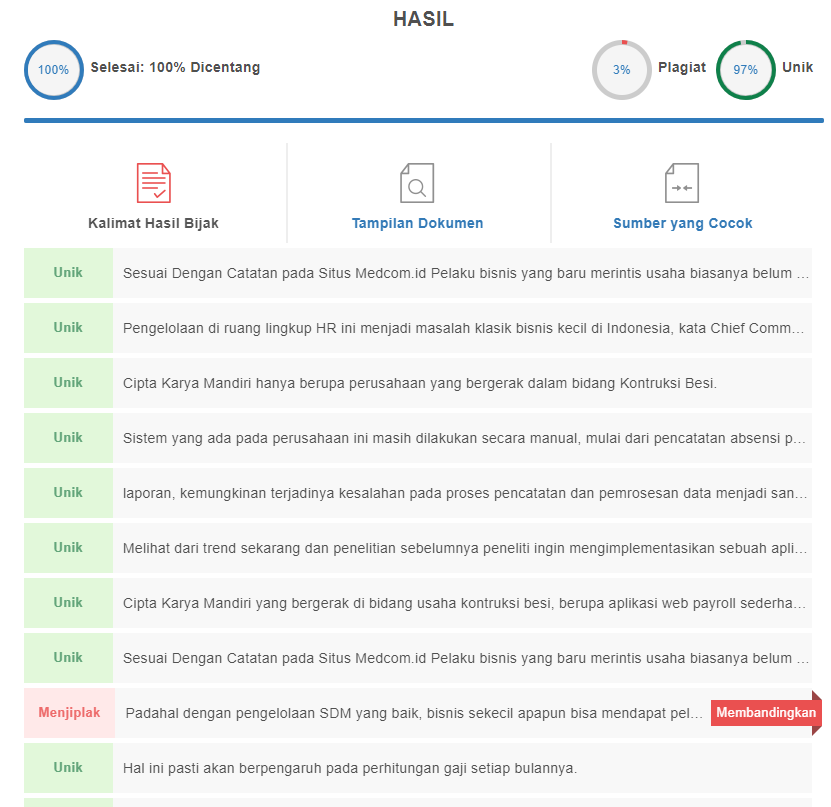 HASIL
100% Selesai: 100% Dicentang 3% Plagiat 97% Unik
Kalimat Hasil Bijak Tampilan Dokumen Sumber yang Cocok
Unik Sesuai Dengan Catatan pada Situs Medcom.id Pelaku bisnis yang baru merintis usaha biasanya belum ...
Unik Pengelolaan di ruang lingkup HR ini menjadi masalah klasik bisnis kecil di Indonesia, kata Chief Comm...
Unik Cipta Karya Mandiri hanya berupa perusahaan yang bergerak dalam bidang Kontruksi Besi.
Unik Sistem yang ada pada perusahaan ini masih dilakukan secara manual, mulai dari pencatatan absensi p...
Unik laporan, kemungkinan terjadinya kesalahan pada proses pencatatan dan pemrosesan data menjadi san...
Unik Melihat dari trend sekarang dan penelitian sebelumnya peneliti ingin mengimplementasikan sebuah apli...
Unik Cipta Karya Mandiri yang bergerak di bidang usaha kontruksi besi, berupa aplikasi web payroll sederha...
Unik Sesuai Dengan Catatan pada Situs Medcom.id Pelaku bisnis yang baru merintis usaha biasanya belum ...
Menjiplak Padahal dengan pengelolaan SDM yang baik, bisnis sekecil apapun bisa mendapat pel... Membandingkan
Unik Hal ini pasti akan berpengaruh pada perhitungan gaji setiap bulannya.